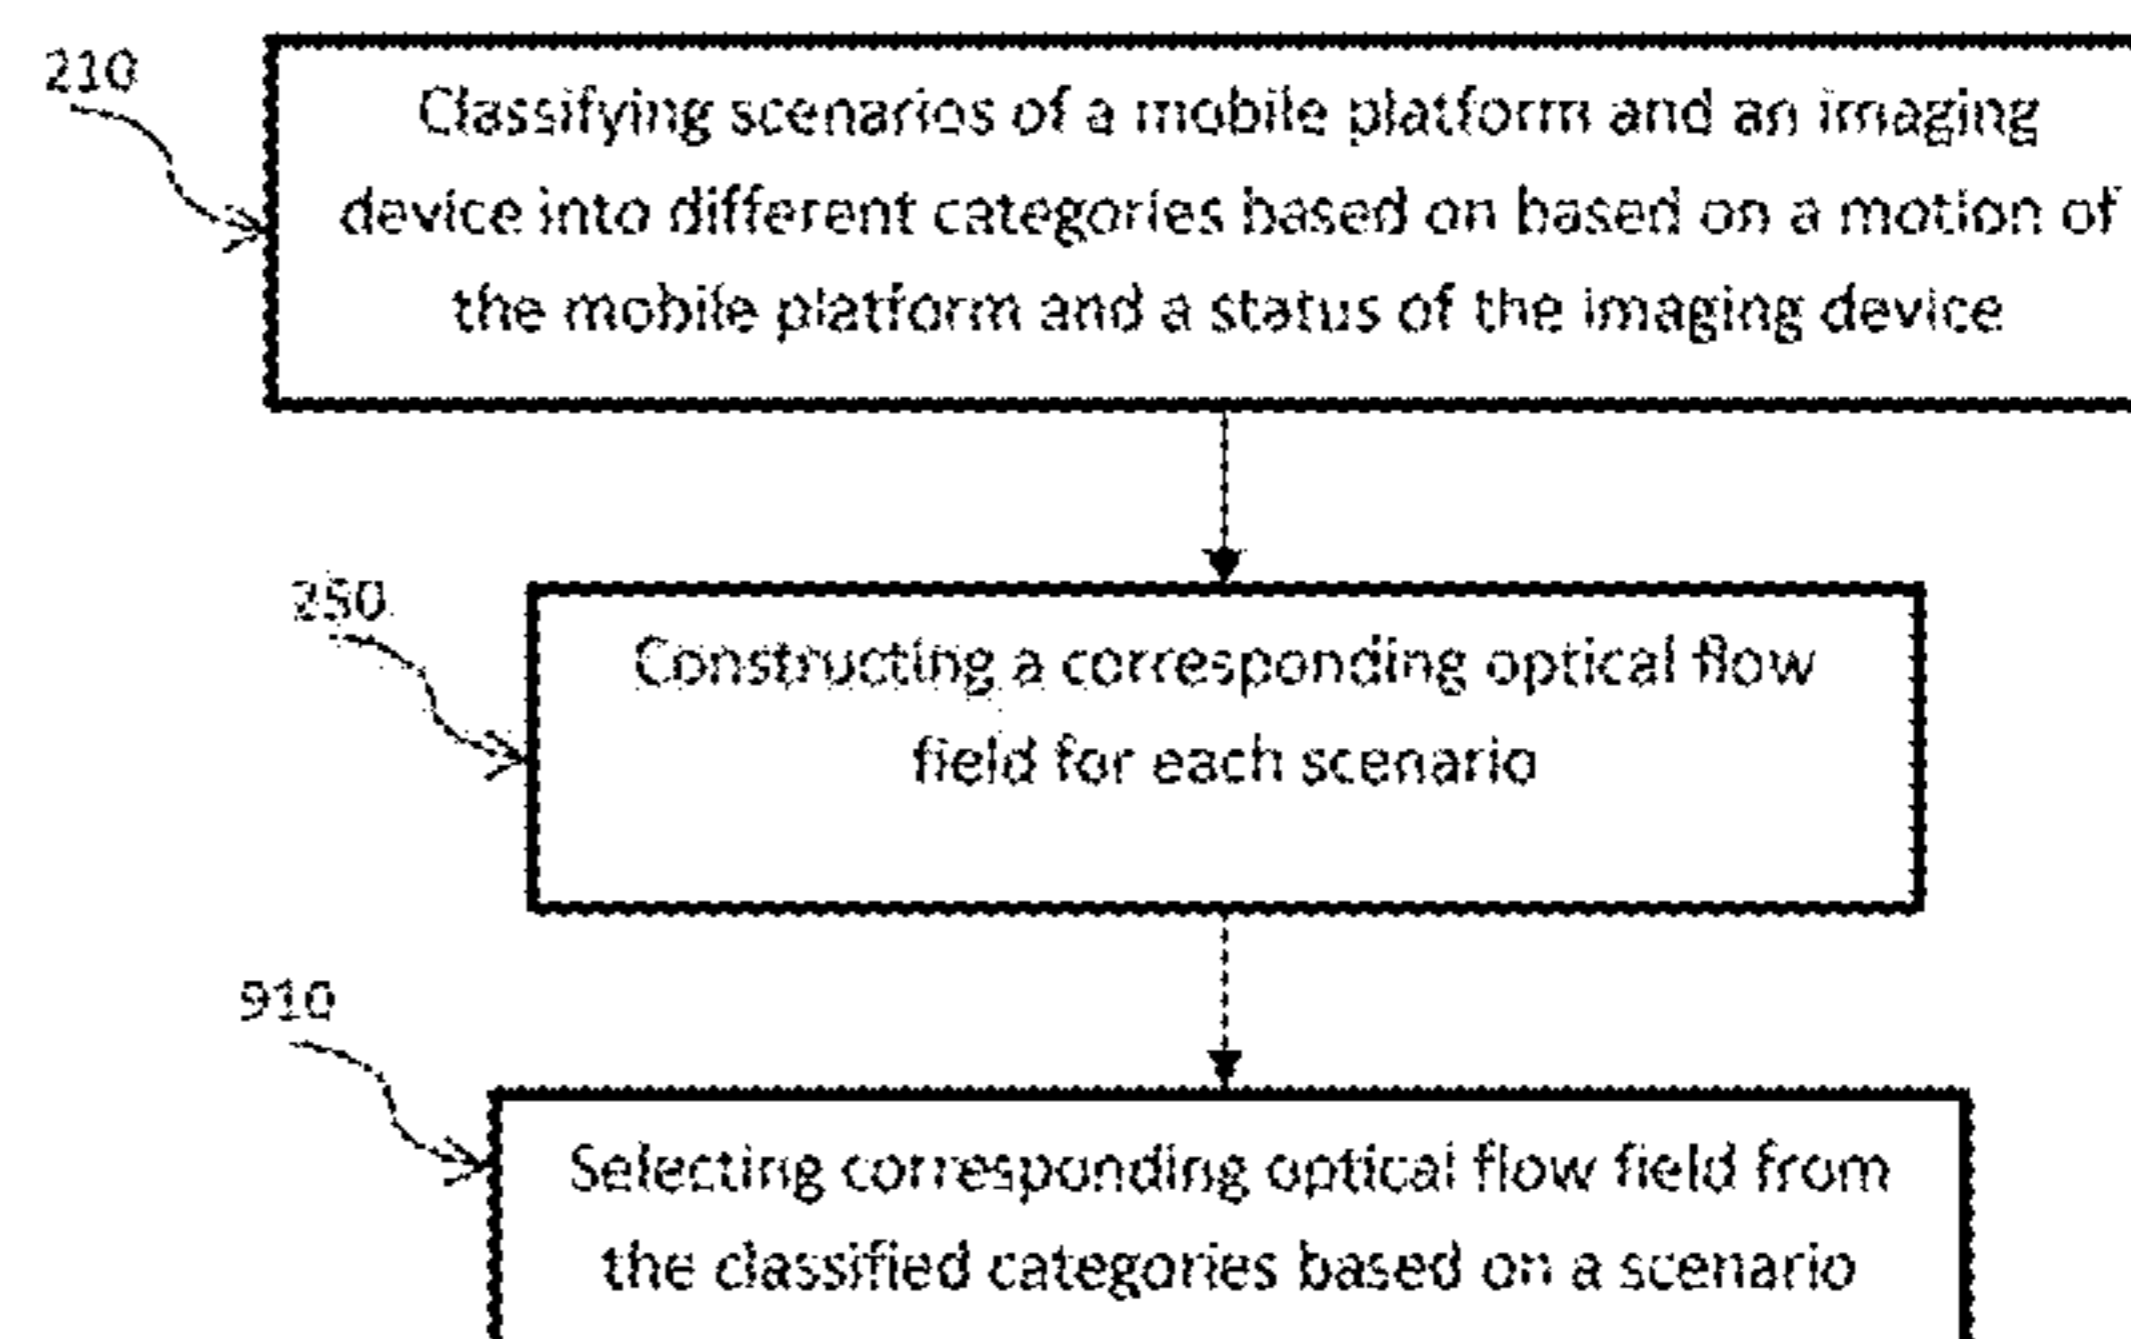 210
Classifying scenarios of a mobile platform and an imaging
device into different categories based on based on a motion of
the mobile platform and a status of the imaging device
250
Constructing a corresponding optical flow
field for each scenario
910
Selecting corresponding optical flow field from
the classified categories based on a scenario